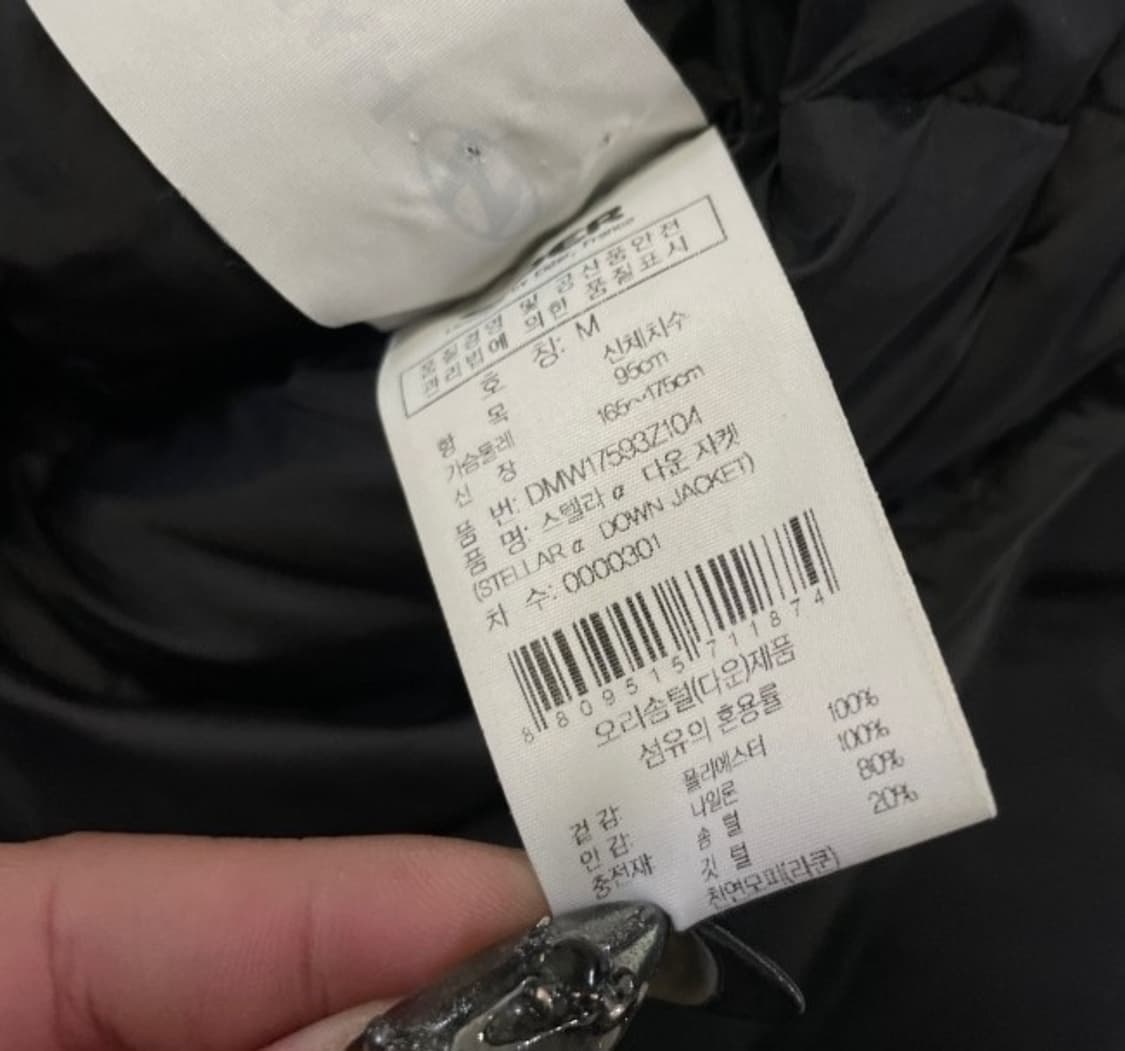 품질경영 및 공산품안전
관리법에 의한 품질표시
호 칭: M
항 목 신체치수
가슴둘레 95cm
신 장 165~175cm
품 번: DMW17593Z104
품 명: 스텔라 α 다운 자켓
(STELLAR α DOWN JACKET)
차 수: 0000301
8 809515 711874
오리솜털(다운)제품
섬유의 혼용률
겉감 폴리에스터 100%
안감 나일론 100%
충전재 솜 털 80%
깃 털 20%
천연모피(라쿤)